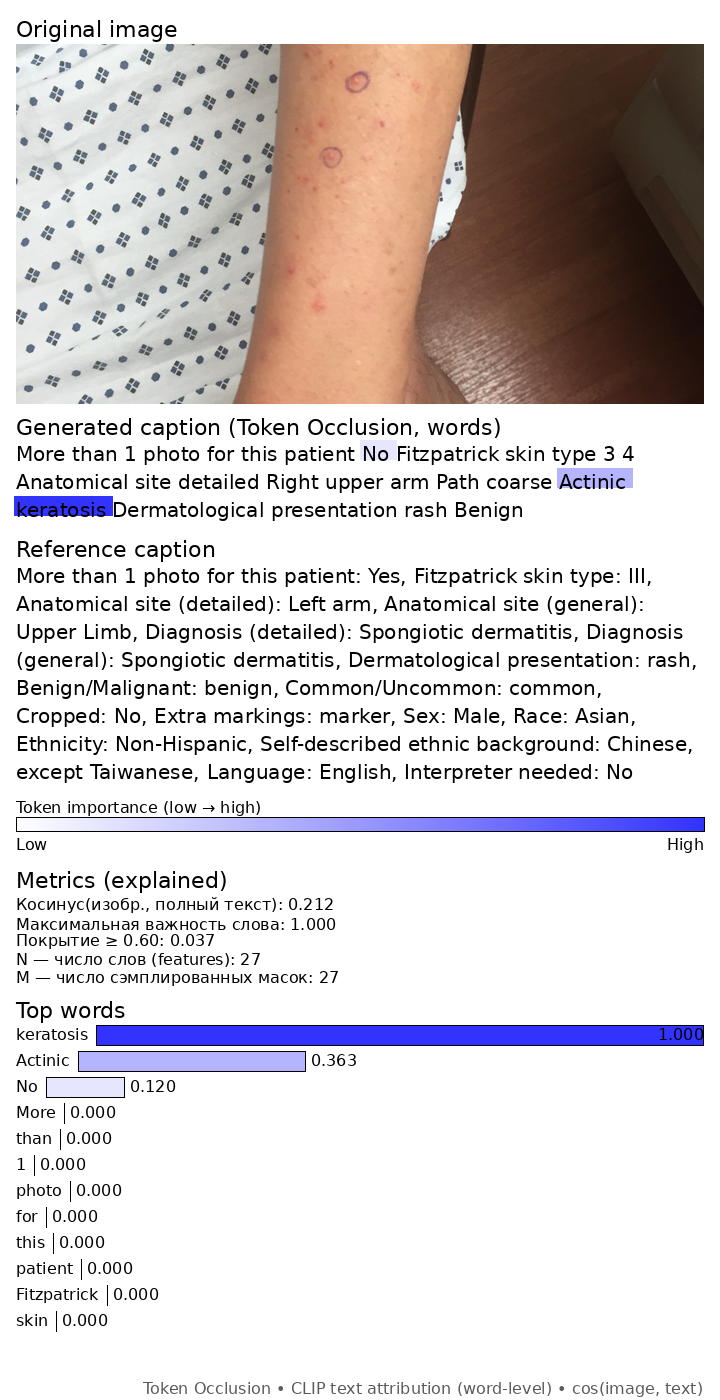 Original image
Generated caption (Token Occlusion, words)
More than 1 photo for this patient No Fitzpatrick skin type 3 4
Anatomical site detailed Right upper arm Path coarse Actinic
keratosis Dermatological presentation rash Benign
Reference caption
More than 1 photo for this patient: Yes, Fitzpatrick skin type: III,
Anatomical site (detailed): Left arm, Anatomical site (general):
Upper Limb, Diagnosis (detailed): Spongiotic dermatitis, Diagnosis
(general): Spongiotic dermatitis, Dermatological presentation: rash,
Benign/Malignant: benign, Common/Uncommon: common,
Cropped: No, Extra markings: marker, Sex: Male, Race: Asian,
Ethnicity: Non-Hispanic, Self-described ethnic background: Chinese,
except Taiwanese, Language: English, Interpreter needed: No
Token importance (low → high)
Low High
Metrics (explained)
Косинус(изобр., полный текст): 0.212
Максимальная важность слова: 1.000
Покрытие ≥ 0.60: 0.037
N — число слов (features): 27
M — число сэмплированных масок: 27
Top words
keratosis 1.000
Actinic 0.363
No 0.120
More 0.000
than 0.000
1 0.000
photo 0.000
for 0.000
this 0.000
patient 0.000
Fitzpatrick 0.000
skin 0.000
Token Occlusion • CLIP text attribution (word-level) • cos(image, text)